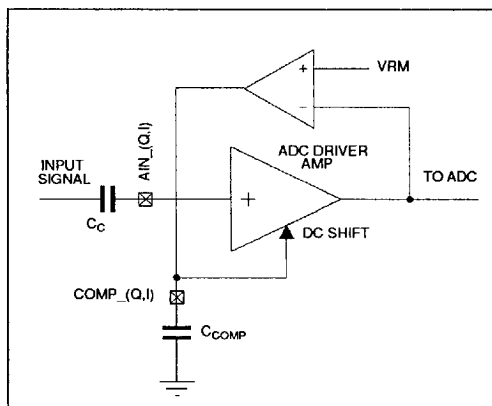 +
VRM
−
AIN_(Q,I)
ADC DRIVER
AMP
INPUT
SIGNAL
TO ADC
+
C_C
DC SHIFT
COMP_(Q,I)
C_COMP